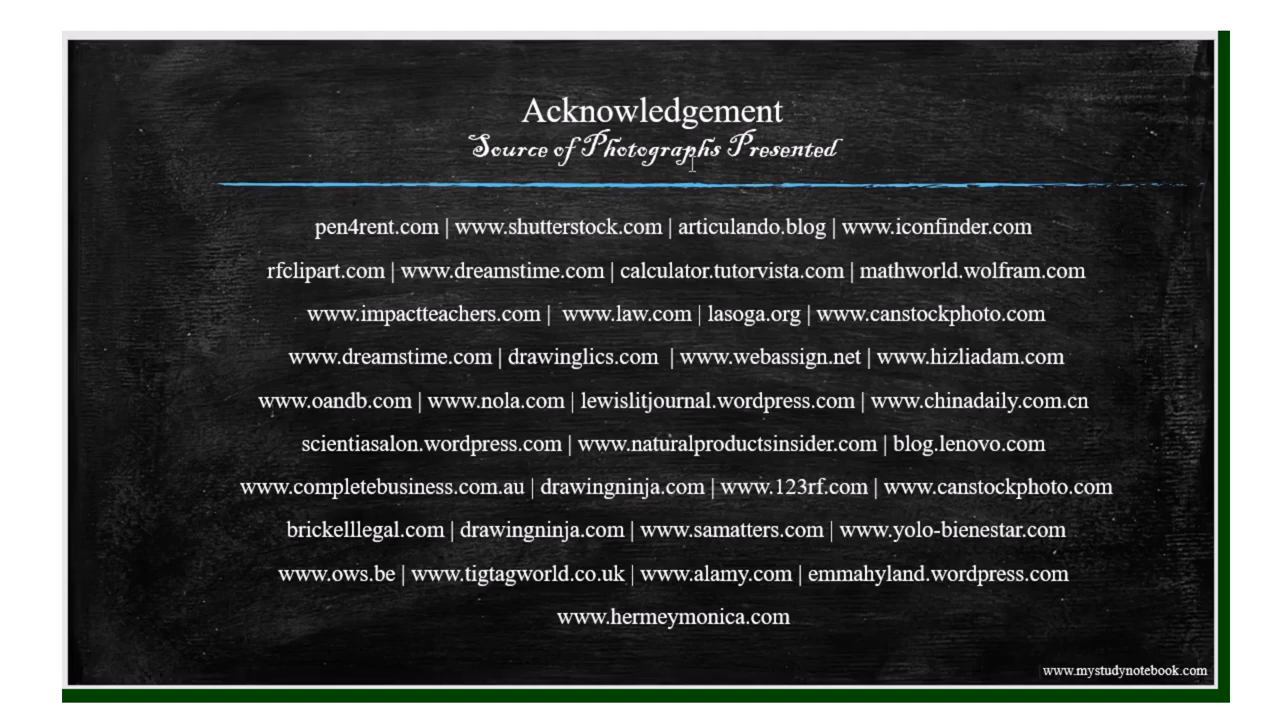 Acknowledgement
Source of Photographs Presented
pen4rent.com | www.shutterstock.com | articulando.blog | www.iconfinder.com
rfclipart.com | www.dreamstime.com | calculator.tutorvista.com | mathworld.wolfram.com
www.impactteachers.com | www.law.com | lasoga.org | www.canstockphoto.com
www.dreamstime.com | drawinglics.com | www.webassign.net | www.hizliadam.com
www.oandb.com | www.nola.com | lewislitjournal.wordpress.com | www.chinadaily.com.cn
scientiasalon.wordpress.com | www.naturalproductsinsider.com | blog.lenovo.com
www.completebusiness.com.au | drawingninja.com | www.123rf.com | www.canstockphoto.com
brickelllegal.com | drawingninja.com | www.samatters.com | www.yolo-bienestar.com
www.ows.be | www.tigtagworld.co.uk | www.alamy.com | emmahyland.wordpress.com
www.hermeymonica.com
www.mystudynotebook.com